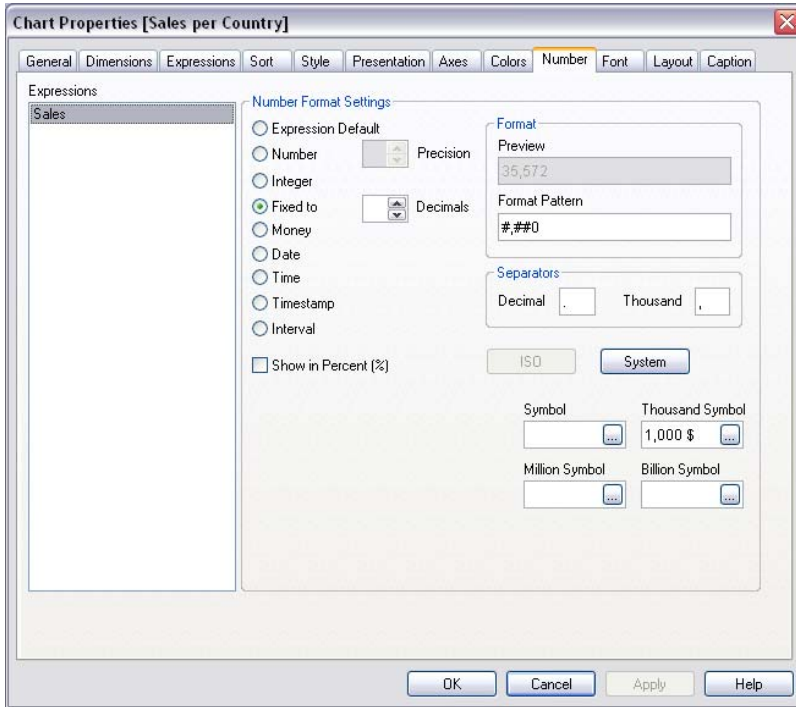 Chart Properties [Sales per Country]
General Dimensions Expressions Sort Style Presentation Axes Colors Number Font Layout Caption
Expressions
Sales
Number Format Settings
Expression Default
Number Precision
Integer
Fixed to Decimals
Money
Date
Time
Timestamp
Interval
Show in Percent (%)
Format
Preview
35,572
Format Pattern
#,##0
Separators
Decimal . Thousand ,
ISO System
Symbol Thousand Symbol
... 1,000 $ ...
Million Symbol Billion Symbol
... ...
OK Cancel Apply Help